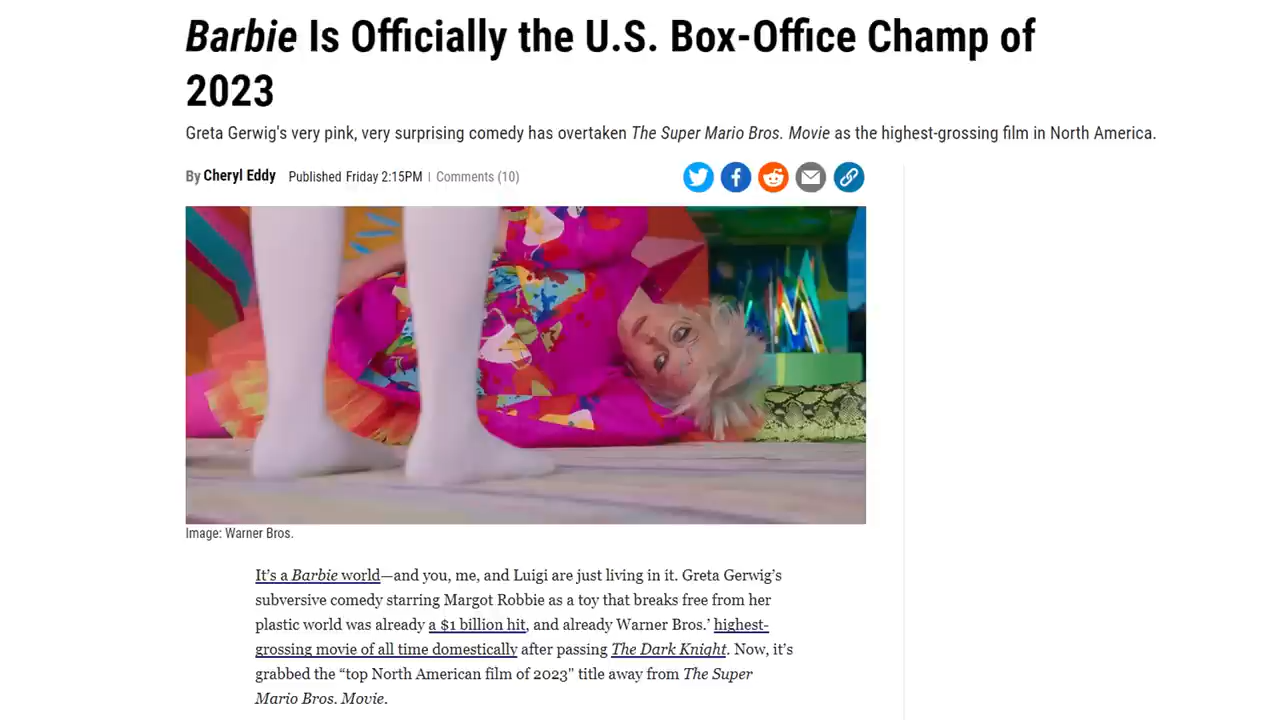 Barbie Is Officially the U.S. Box-Office Champ of
2023
Greta Gerwig's very pink, very surprising comedy has overtaken The Super Mario Bros. Movie as the highest-grossing film in North America.
By Cheryl Eddy Published Friday 2:15PM | Comments (10)
Image: Warner Bros.
It's a Barbie world—and you, me, and Luigi are just living in it. Greta Gerwig's
subversive comedy starring Margot Robbie as a toy that breaks free from her
plastic world was already a $1 billion hit, and already Warner Bros.' highest-
grossing movie of all time domestically after passing The Dark Knight. Now, it's
grabbed the “top North American film of 2023" title away from The Super
Mario Bros. Movie.